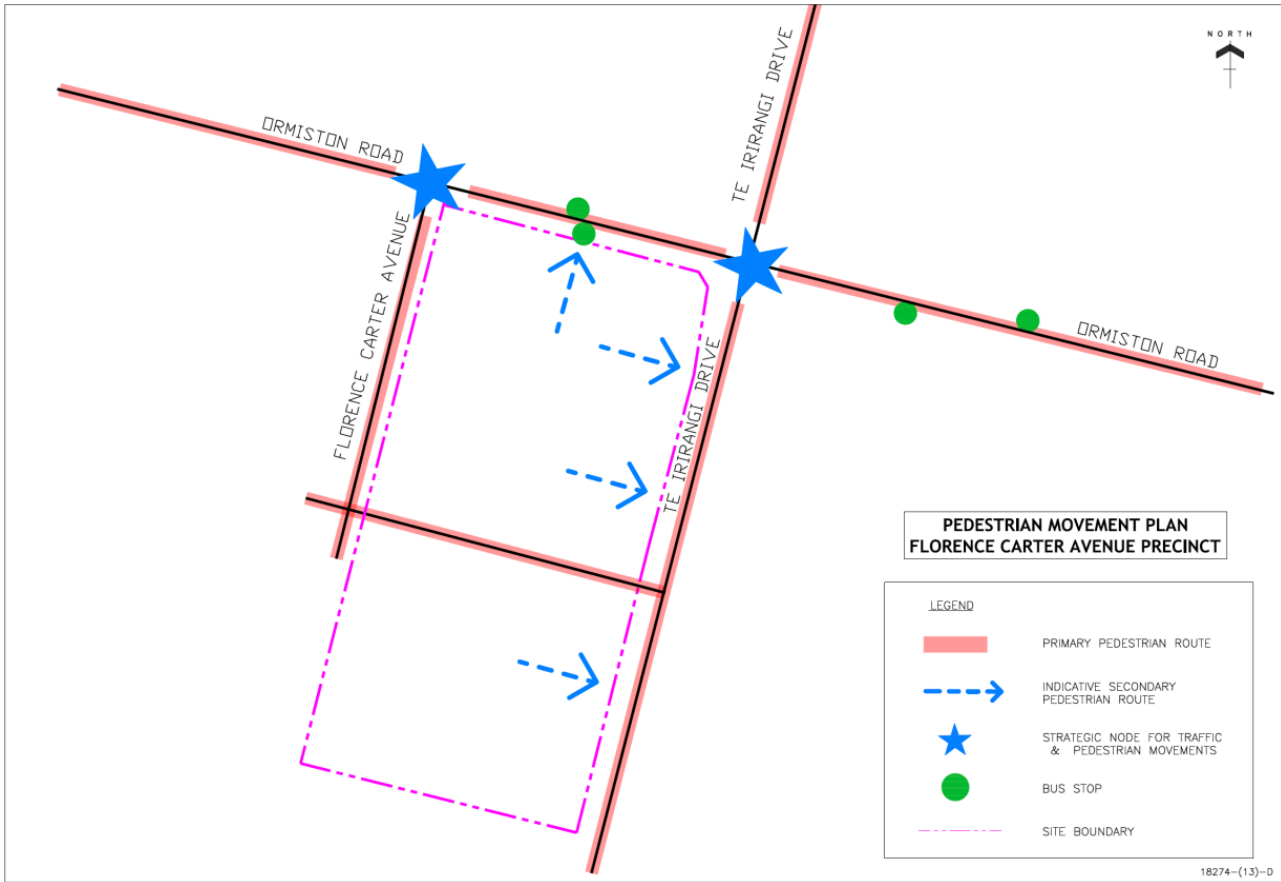 NORTH
TE IRIRANGI DRIVE
ORMISTON ROAD
FLORENCE CARTER AVENUE
TE IRIRANGI DRIVE
ORMISTON ROAD
PEDESTRIAN MOVEMENT PLAN
FLORENCE CARTER AVENUE PRECINCT
LEGEND
PRIMARY PEDESTRIAN ROUTE
INDICATIVE SECONDARY
PEDESTRIAN ROUTE
STRATEGIC NODE FOR TRAFFIC
& PEDESTRIAN MOVEMENTS
BUS STOP
SITE BOUNDARY
18274-(13)-D